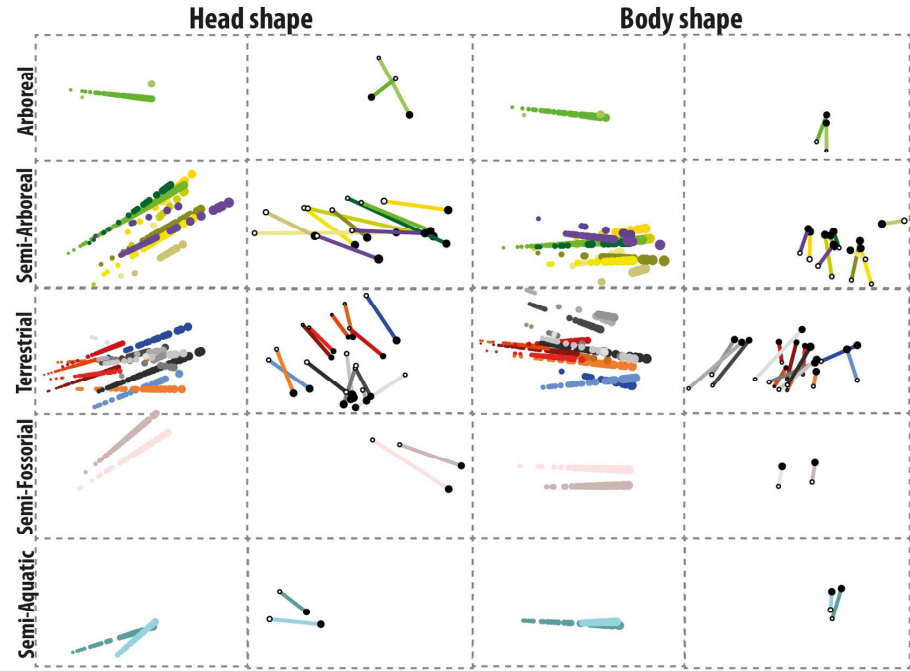 Head shape
Body shape
Arboreal
Semi-Arboreal
Terrestrial
Semi-Fossorial
Semi-Aquatic